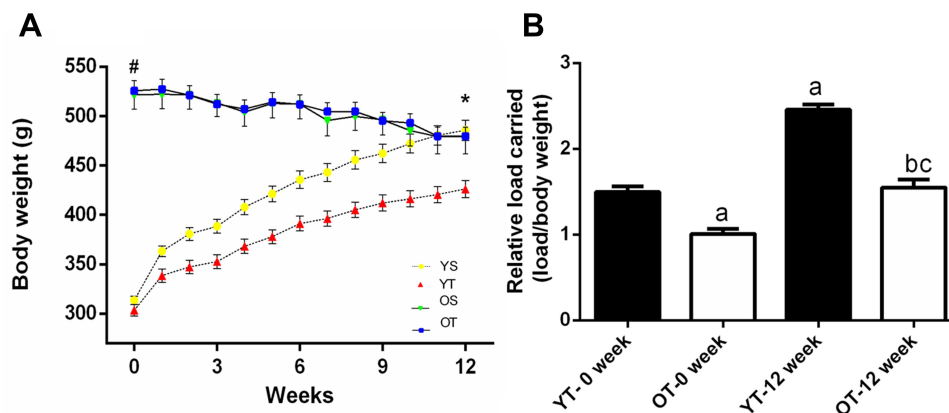 A
550
500
450
400
350
300
Body weight (g)
#
*
YS
YT
OS
OT
0
3
6
9
12
Weeks
B
3
2
1
0
Relative load carried
(load/body weight)
a
a
bc
YT- 0 week
OT-0 week
YT-12 week
OT-12 week